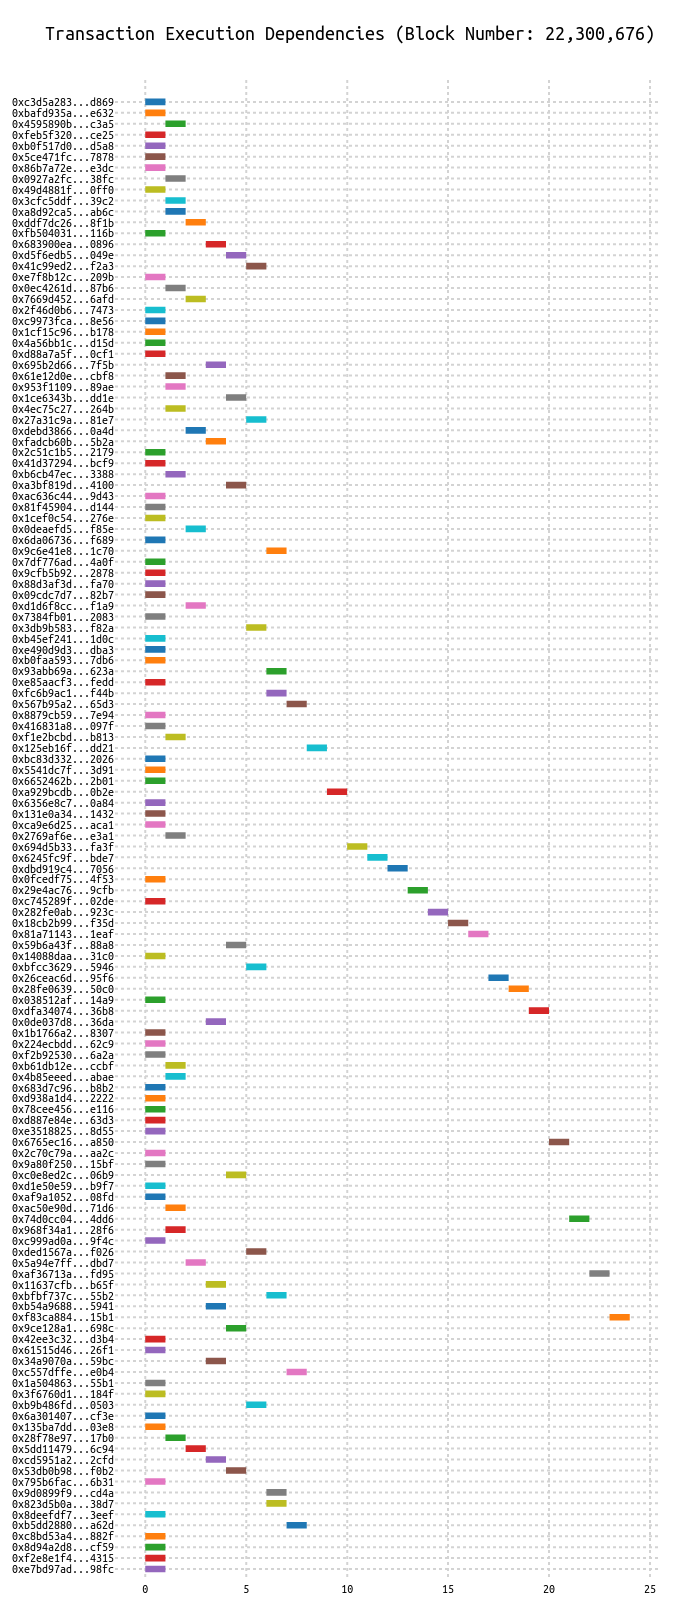 Transaction Execution Dependencies (Block Number: 22,300,676)
0xc3d5a283...d869
0xbafd935a...e632
0x4595890b...c3a5
0xfeb5f320...ce25
0xb0f517d0...d5a8
0x5ce471fc...7878
0x86b7a72e...e3dc
0x0927a2fc...38fc
0x49d4881f...0ff0
0x3cfc5ddf...39c2
0xa8d92ca5...ab6c
0xddf7dc26...8f1b
0xfb504031...116b
0x683900ea...0896
0xd5f6edb5...049e
0x41c99ed2...f2a3
0xe7f8b12c...209b
0x0ec4261d...87b6
0x7669d452...6afd
0x2f46d0b6...7473
0xc9973fca...8e56
0x1cf15c96...b178
0x4a56bb1c...d15d
0xd88a7a5f...0cf1
0x695b2d66...7f5b
0x61e12d0e...cbf8
0x953f1109...89ae
0x1ce6343b...dd1e
0x4ec75c27...264b
0x27a31c9a...81e7
0xdebd3866...0a4d
0xfadcb60b...5b2a
0x2c51c1b5...2179
0x41d37294...bcf9
0xb6cb47ec...3388
0xa3bf819d...4100
0xac636c44...9d43
0x81f45904...d144
0x1cef0c54...276e
0x0deaefd5...f85e
0x6da06736...f689
0x9c6e41e8...1c70
0x7df776ad...4a0f
0x9cfb5b92...2878
0x88d3af3d...fa70
0x09cdc7d7...82b7
0xd1d6f8cc...f1a9
0x7384fb01...2083
0x3db9b583...f82a
0xb45ef241...1d0c
0xe490d9d3...dba3
0xb0faa593...7db6
0x93abb69a...623a
0xe85aacf3...fedd
0xfc6b9ac1...f44b
0x567b95a2...65d3
0x8879cb59...7e94
0x416831a8...097f
0xf1e2bcbd...b813
0x125eb16f...dd21
0xbc83d332...2026
0x5541dc7f...3d91
0x6652462b...2b01
0xa929bcdb...0b2e
0x6356e8c7...0a84
0x131e0a34...1432
0xca9e6d25...aca1
0x2769af6e...e3a1
0x694d5b33...fa3f
0x6245fc9f...bde7
0xdbd919c4...7056
0x0fcedf75...4f53
0x29e4ac76...9cfb
0xc745289f...02de
0x282fe0ab...923c
0x18cb2b99...f35d
0x81a71143...1eaf
0x59b6a43f...88a8
0x14088daa...31c0
0xbfcc3629...5946
0x26ceac6d...95f6
0x28fe0639...50c0
0x038512af...14a9
0xdfa34074...36b8
0x0de037d8...36da
0x1b1766a2...8307
0x224ecbdd...62c9
0xf2b92530...6a2a
0xb61db12e...ccbf
0x4b85eeed...abae
0x683d7c96...b8b2
0xd938a1d4...2222
0x78cee456...e116
0xd887e84e...63d3
0xe3518825...8d55
0x6765ec16...a850
0x2c70c79a...aa2c
0x9a80f250...15bf
0xc0e8ed2c...06b9
0xd1e50e59...b9f7
0xaf9a1052...08fd
0xac50e90d...71d6
0x74d0cc04...4dd6
0x968f34a1...28f6
0xc999ad0a...9f4c
0xded1567a...f026
0x5a94e7ff...dbd7
0xaf36713a...fd95
0x11637cfb...b65f
0xbfbf737c...55b2
0xb54a9688...5941
0xf83ca884...15b1
0x9ce128a1...698c
0x42ee3c32...d3b4
0x61515d46...26f1
0x34a9070a...59bc
0xc557dffe...e0b4
0x1a504863...55b1
0x3f6760d1...184f
0xb9b486fd...0503
0x6a301407...cf3e
0x135ba7dd...03e8
0x28f78e97...17b0
0x5dd11479...6c94
0xcd5951a2...2cfd
0x53db0b98...f0b2
0x795b6fac...6b31
0x9d0899f9...cd4a
0x823d5b0a...38d7
0x8deefdf7...3eef
0xb5dd2880...a62d
0xc8bd53a4...882f
0x8d94a2d8...cf59
0xf2e8e1f4...4315
0xe7bd97ad...98fc
0 5 10 15 20 25